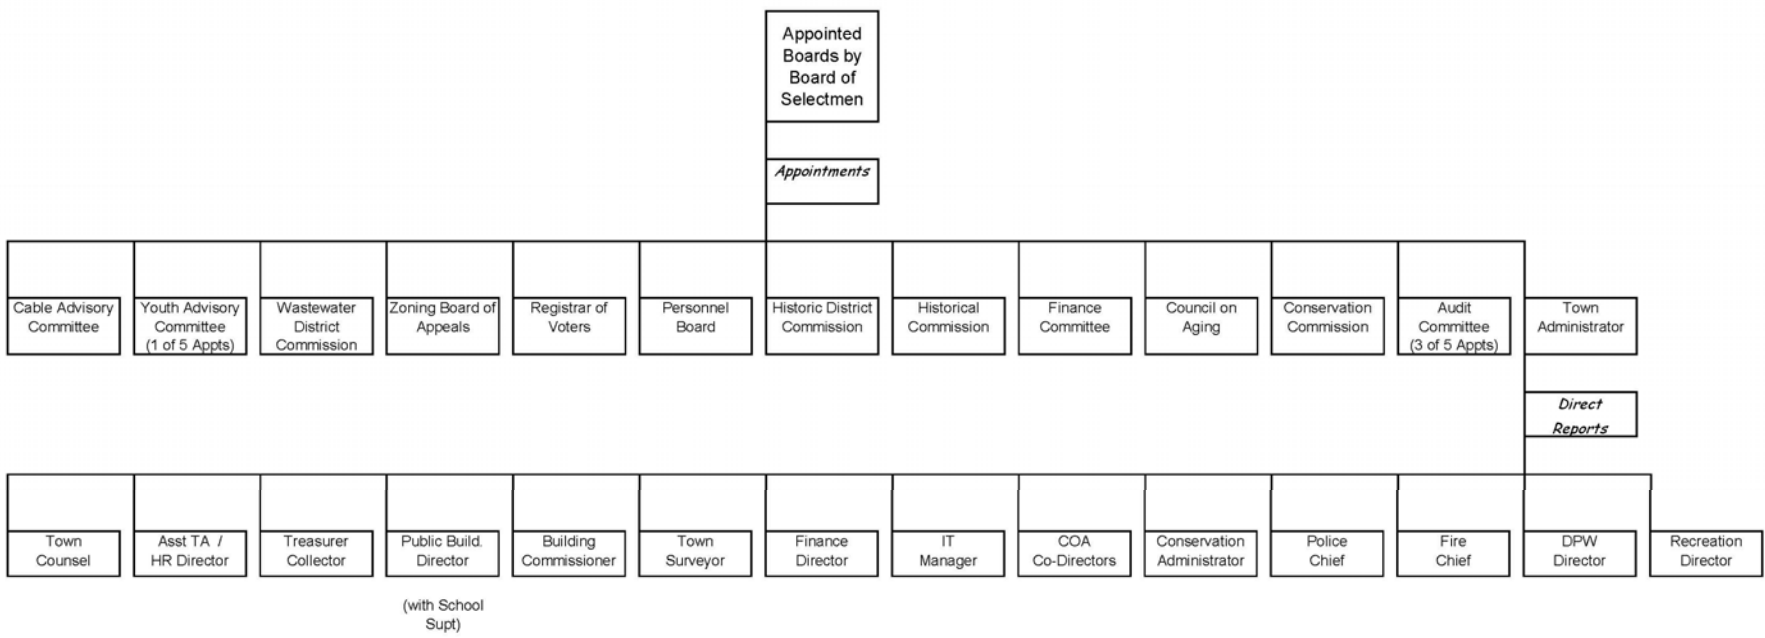 Appointed
Boards by
Board of
Selectmen
Appointments
Cable Advisory
Committee
Youth Advisory
Committee
(1 of 5 Appts)
Wastewater
District
Commission
Zoning Board of
Appeals
Registrar of
Voters
Personnel
Board
Historic District
Commission
Historical
Commission
Finance
Committee
Council on
Aging
Conservation
Commission
Audit
Committee
(3 of 5 Appts)
Town
Administrator
Direct
Reports
Town
Counsel
Asst TA /
HR Director
Treasurer
Collector
Public Build.
Director
(with School
Supt)
Building
Commissioner
Town
Surveyor
Finance
Director
IT
Manager
COA
Co-Directors
Conservation
Administrator
Police
Chief
Fire
Chief
DPW
Director
Recreation
Director